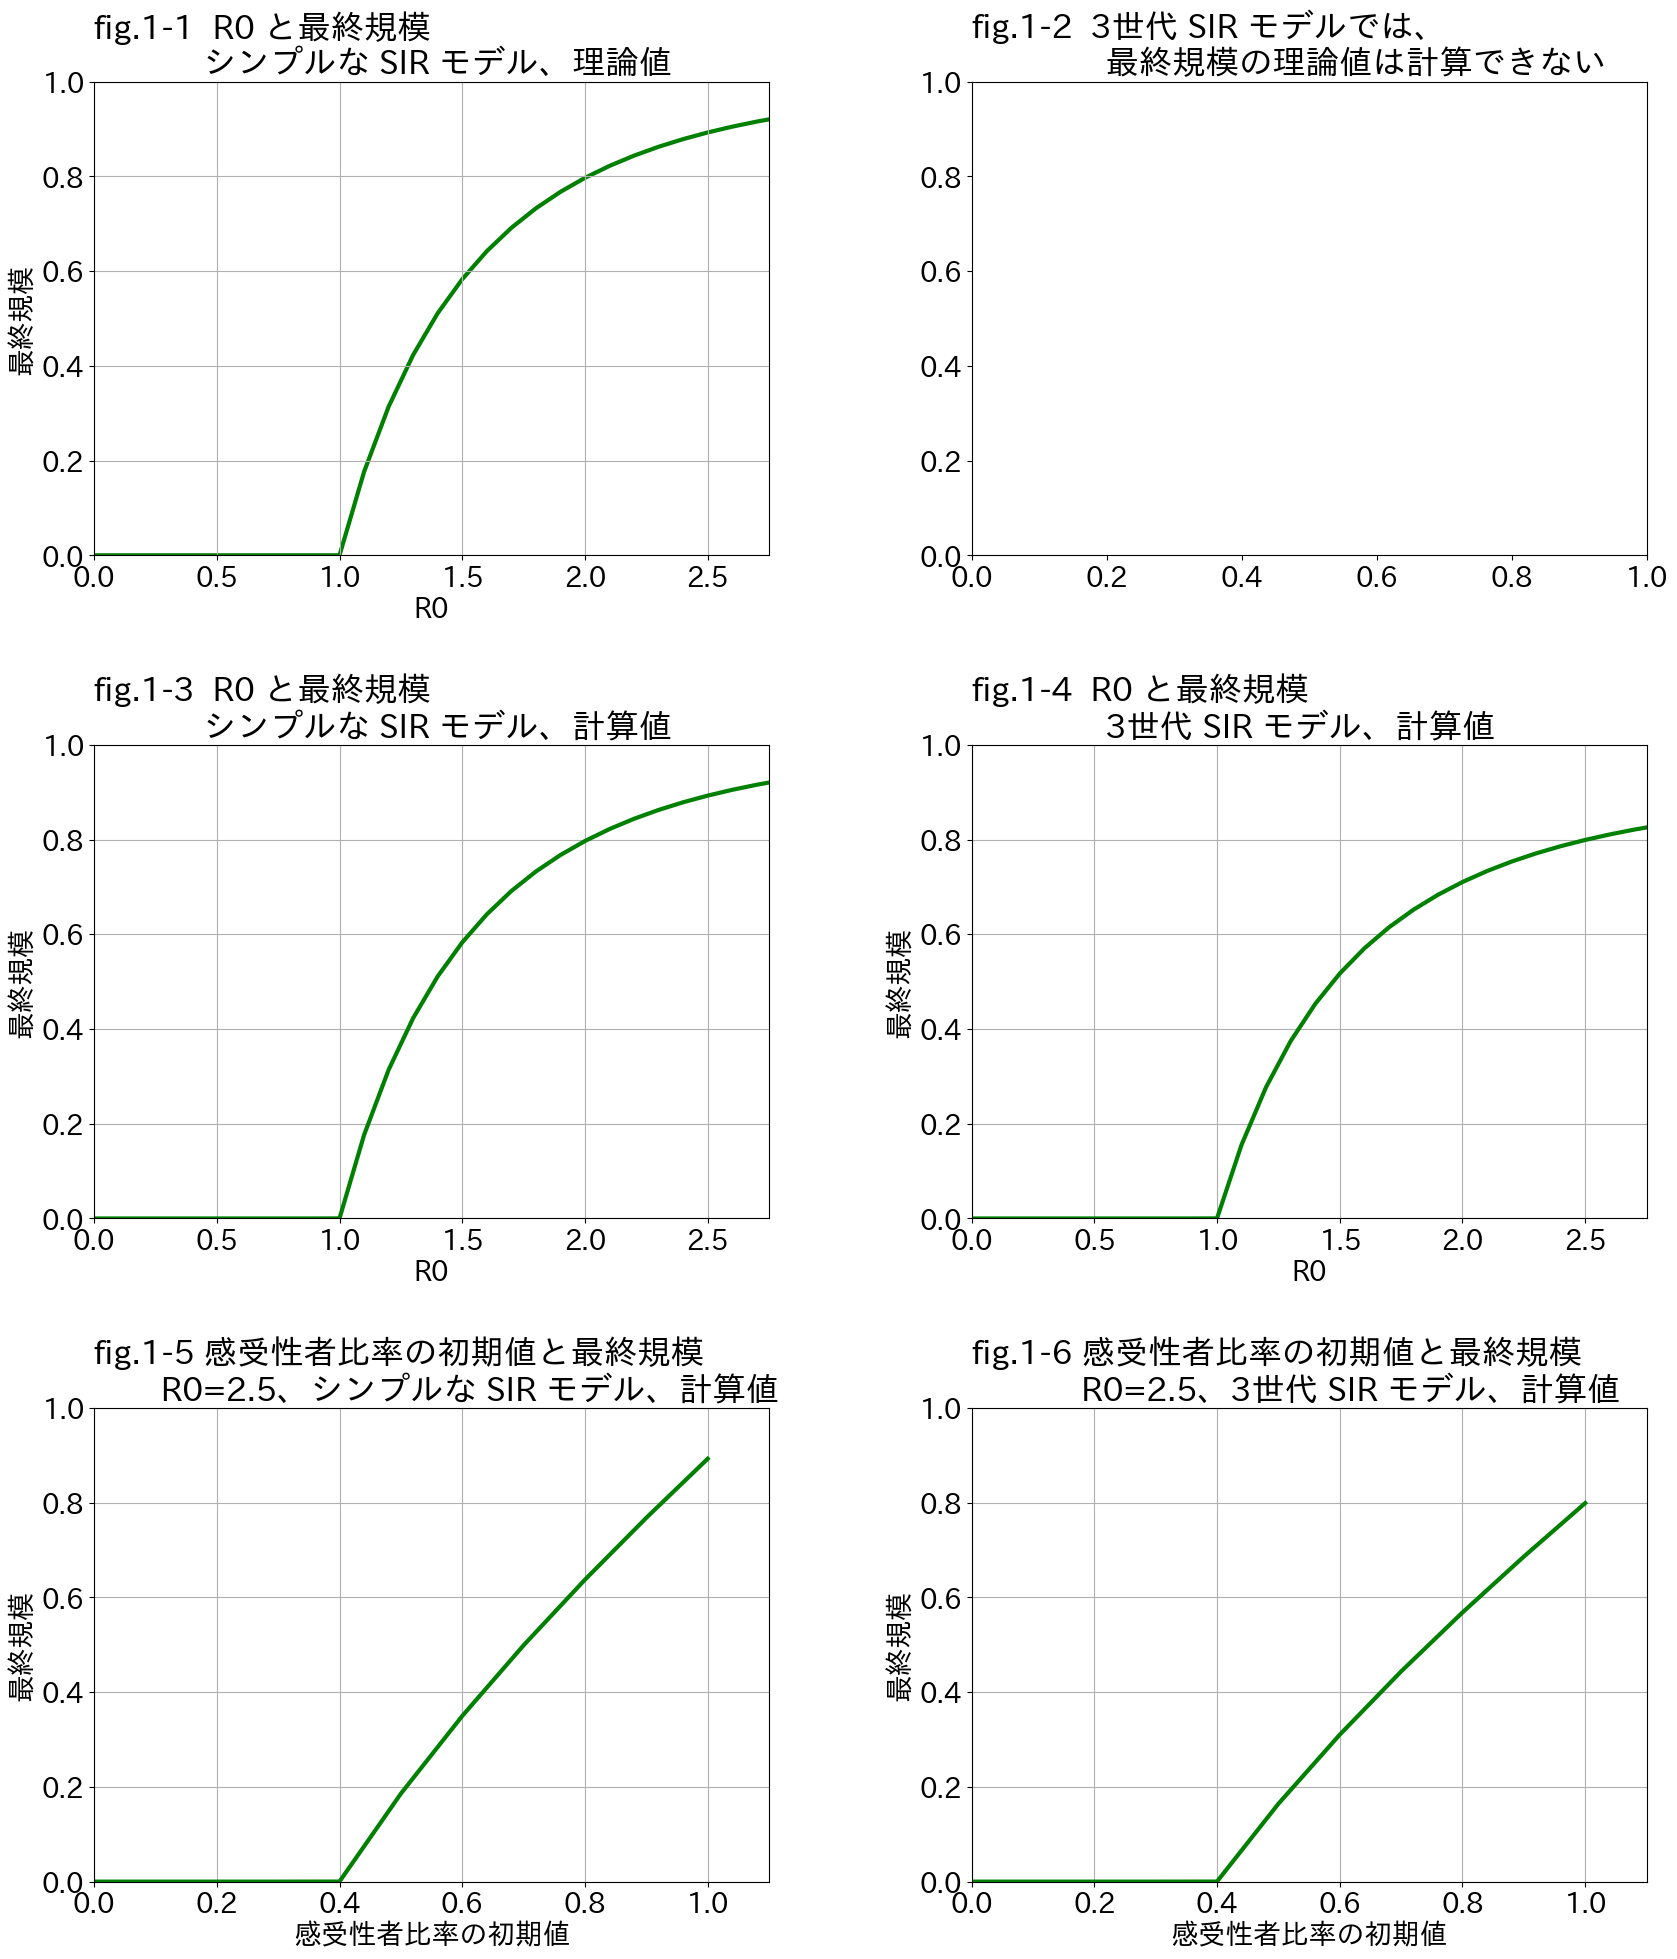 fig.1-1 R0 と最終規模
シンプルな SIR モデル、理論値
1.0
0.8
0.6
0.4
0.2
0.0
最終規模
0.0 0.5 1.0 1.5 2.0 2.5
R0
fig.1-2 3世代 SIR モデルでは、
最終規模の理論値は計算できない
1.0
0.8
0.6
0.4
0.2
0.0
0.0 0.2 0.4 0.6 0.8 1.0
fig.1-3 R0 と最終規模
シンプルな SIR モデル、計算値
1.0
0.8
0.6
0.4
0.2
0.0
最終規模
0.0 0.5 1.0 1.5 2.0 2.5
R0
fig.1-4 R0 と最終規模
3世代 SIR モデル、計算値
1.0
0.8
0.6
0.4
0.2
0.0
最終規模
0.0 0.5 1.0 1.5 2.0 2.5
R0
fig.1-5 感受性者比率の初期値と最終規模
R0=2.5、シンプルな SIR モデル、計算値
1.0
0.8
0.6
0.4
0.2
0.0
最終規模
0.0 0.2 0.4 0.6 0.8 1.0
感受性者比率の初期値
fig.1-6 感受性者比率の初期値と最終規模
R0=2.5、3世代 SIR モデル、計算値
1.0
0.8
0.6
0.4
0.2
0.0
最終規模
0.0 0.2 0.4 0.6 0.8 1.0
感受性者比率の初期値